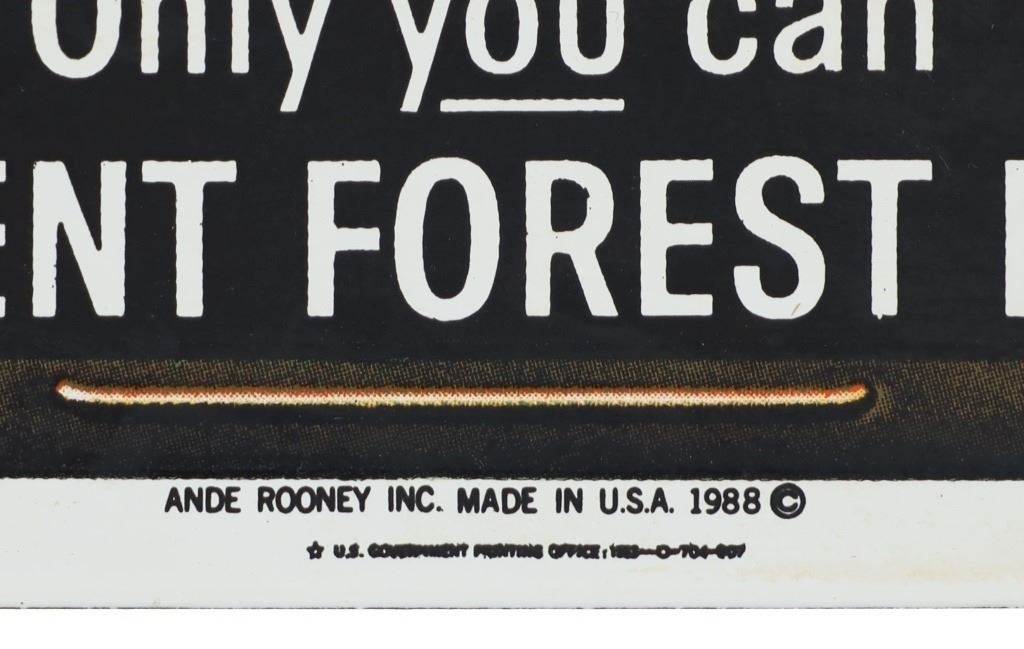 Only you can
ENT FOREST
ANDE ROONEY INC. MADE IN U.S.A. 1988 ©
☆ U.S. GOVERNMENT PRINTING OFFICE: